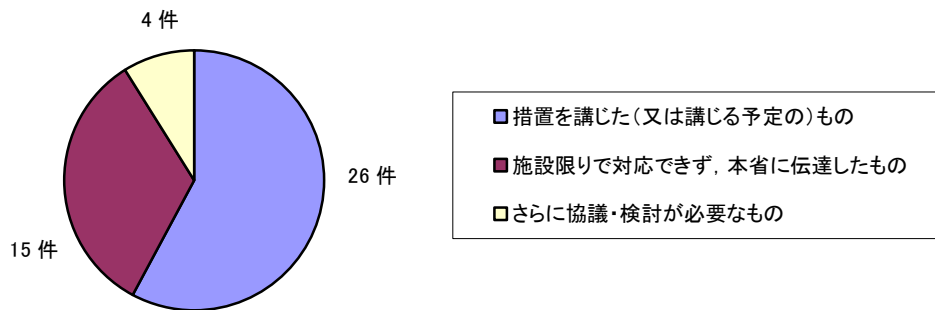 4 件
26 件
15 件
措置を講じた（又は講じる予定の）もの
施設限りで対応できず，本省に伝達したもの
さらに協議・検討が必要なもの